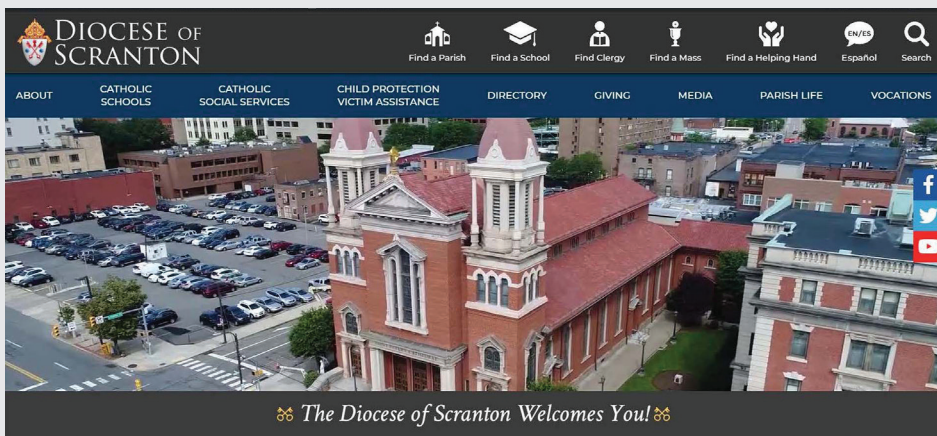 DIOCESE OF
SCRANTON
Find a Parish
Find a School
Find Clergy
Find a Mass
Find a Helping Hand
EN/ES
Español
Search
ABOUT
CATHOLIC
SCHOOLS
CATHOLIC
SOCIAL SERVICES
CHILD PROTECTION
VICTIM ASSISTANCE
DIRECTORY
GIVING
MEDIA
PARISH LIFE
VOCATIONS
The Diocese of Scranton Welcomes You!